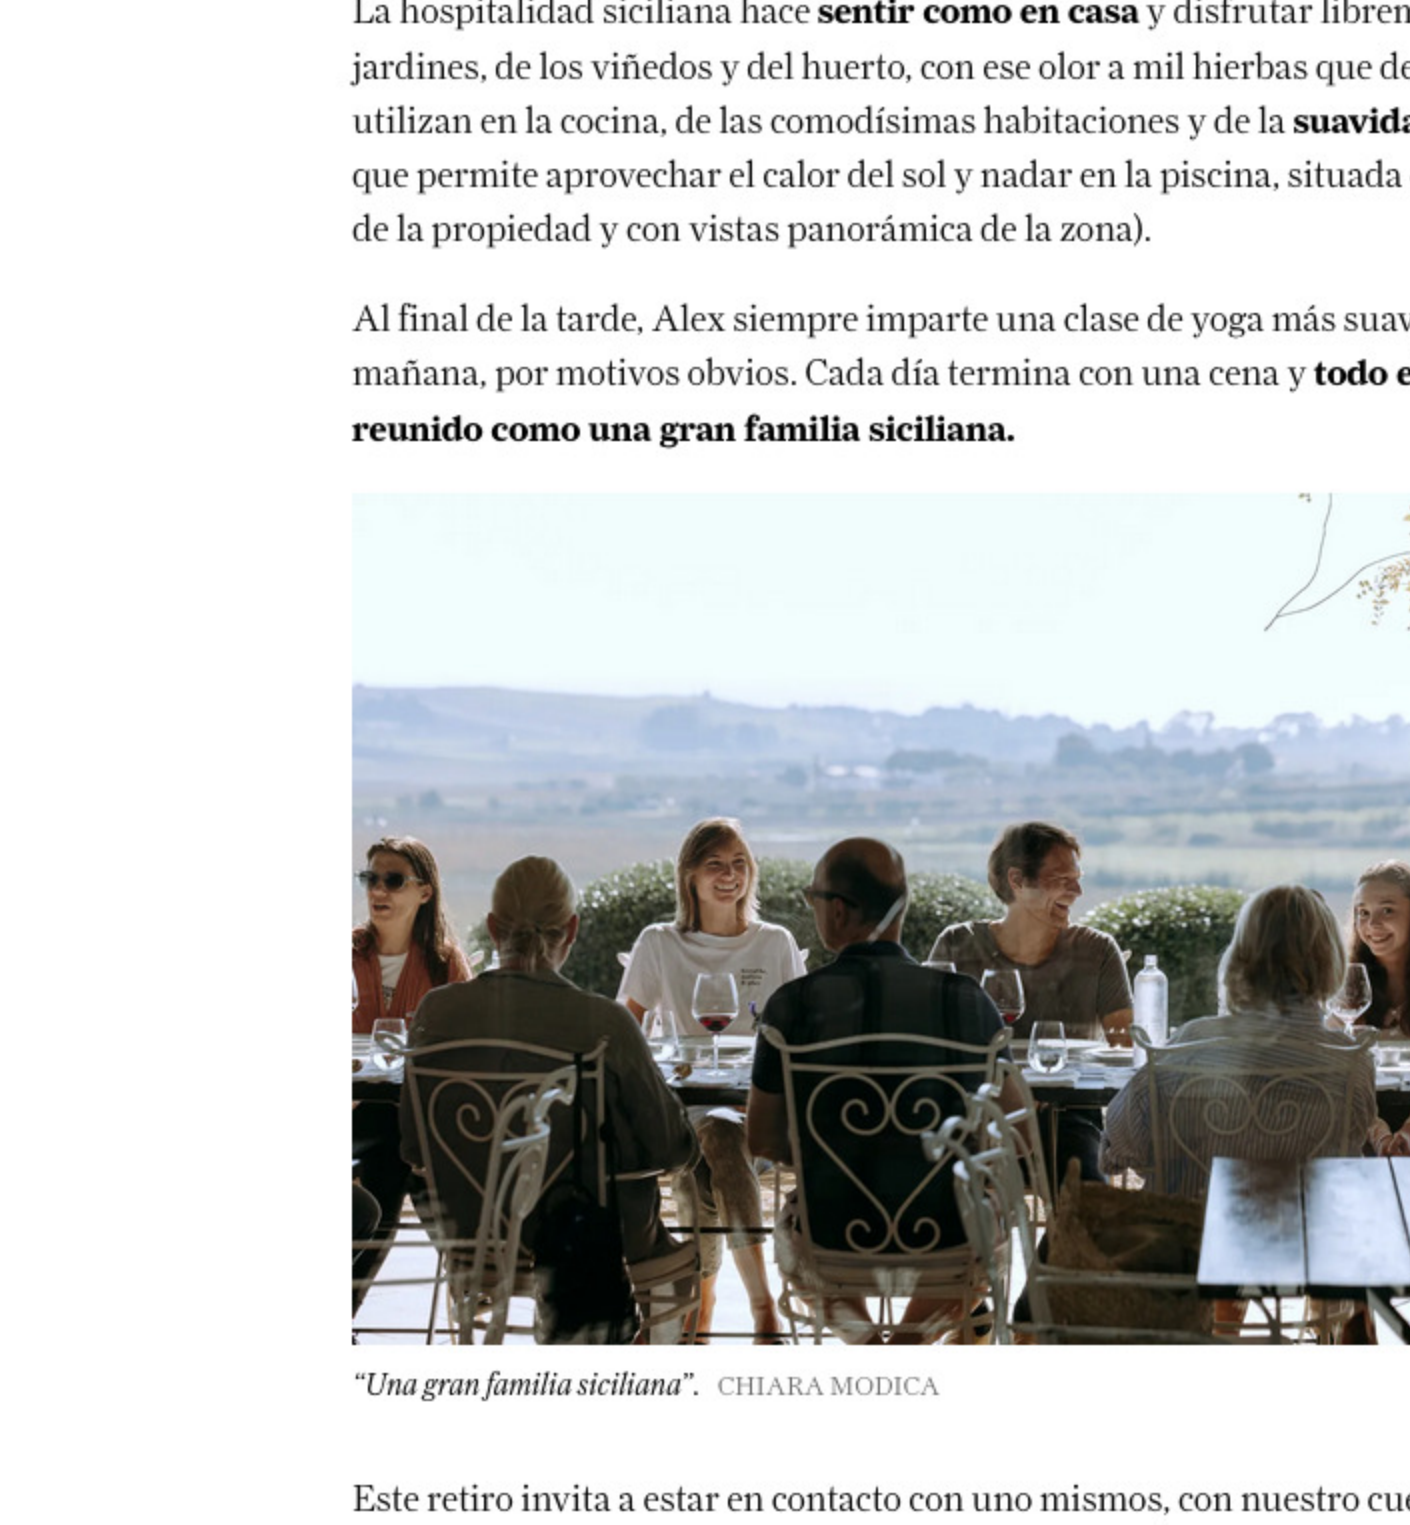 La hospitalidad siciliana hace sentir como en casa y disfrutar
jardines, de los viñedos y del huerto, con ese olor a mil hierbas que
utilizan en la cocina, de las comodísimas habitaciones y de la
que permite aprovechar el calor del sol y nadar en la piscina, situada
de la propiedad y con vistas panorámica de la zona).
Al final de la tarde, Alex siempre imparte una clase de yoga más
mañana, por motivos obvios. Cada día termina con una cena y todo
reunido como una gran familia siciliana.
“Una gran familia siciliana”. CHIARA MODICA
Este retiro invita a estar en contacto con uno mismos, con nuestro